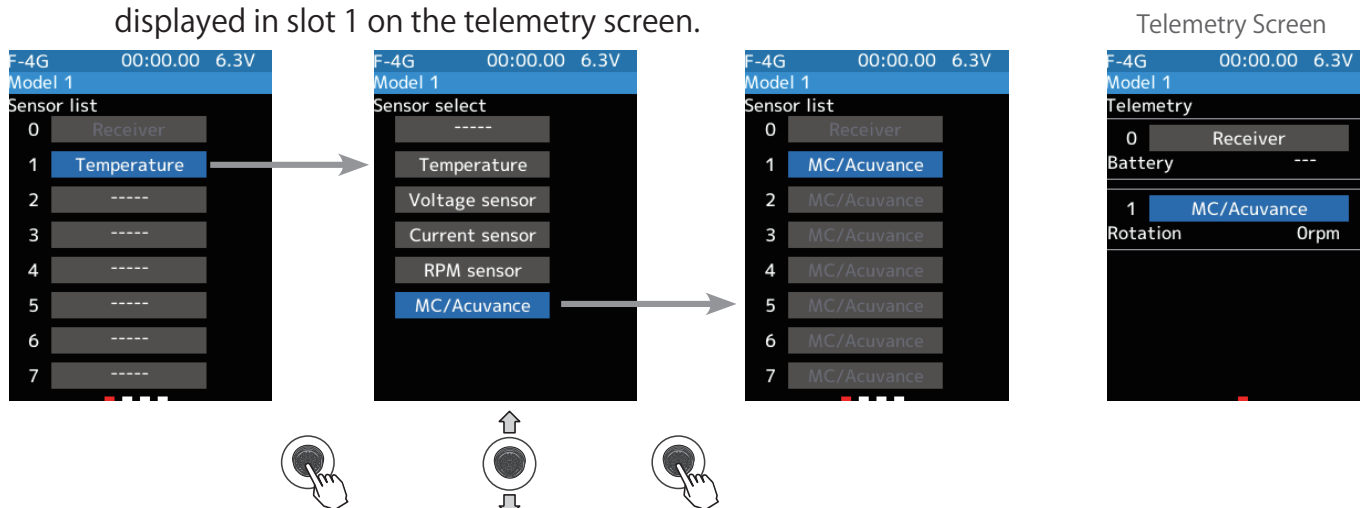 displayed in slot 1 on the telemetry screen.
Telemetry Screen
F-4G 00:00.00 6.3V
Model 1
Sensor list
0 Receiver
1 Temperature
2 -----
3 -----
4 -----
5 -----
6 -----
7 -----
F-4G 00:00.00 6.3V
Model 1
Sensor select
-----
Temperature
Voltage sensor
Current sensor
RPM sensor
MC/Acuvance
F-4G 00:00.00 6.3V
Model 1
Sensor list
0 Receiver
1 MC/Acuvance
2 MC/Acuvance
3 MC/Acuvance
4 MC/Acuvance
5 MC/Acuvance
6 MC/Acuvance
7 MC/Acuvance
F-4G 00:00.00 6.3V
Model 1
Telemetry
0 Receiver
Battery ---
1 MC/Acuvance
Rotation 0rpm